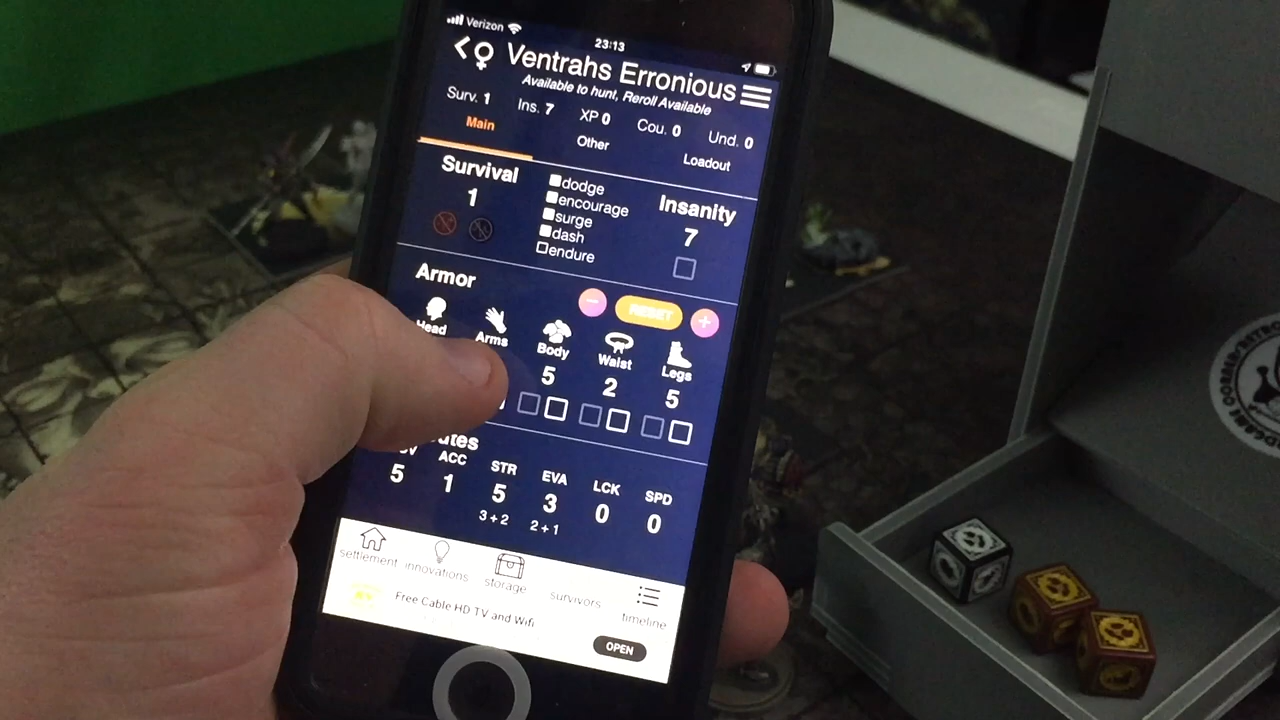 Verizon
23:13
Ventrahs Erronious
Available to hunt, Reroll Available
Surv. 1 Ins. 7 XP 0 Cou. 0 Und. 0
Main Other Loadout
Survival
1
dodge
encourage
surge
dash
endure
Insanity
7
Armor
RESET
Head Arms Body Waist Legs
5 2 5
ACC STR EVA LCK SPD
5 1 5 3 0 0
3 + 2 2 + 1
settlement innovations storage survivors timeline
Free Cable HD TV and Wifi
OPEN